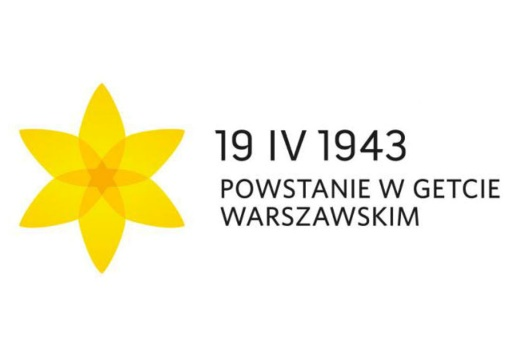 19 IV 1943
POWSTANIE W GETCIE
WARSZAWSKIM